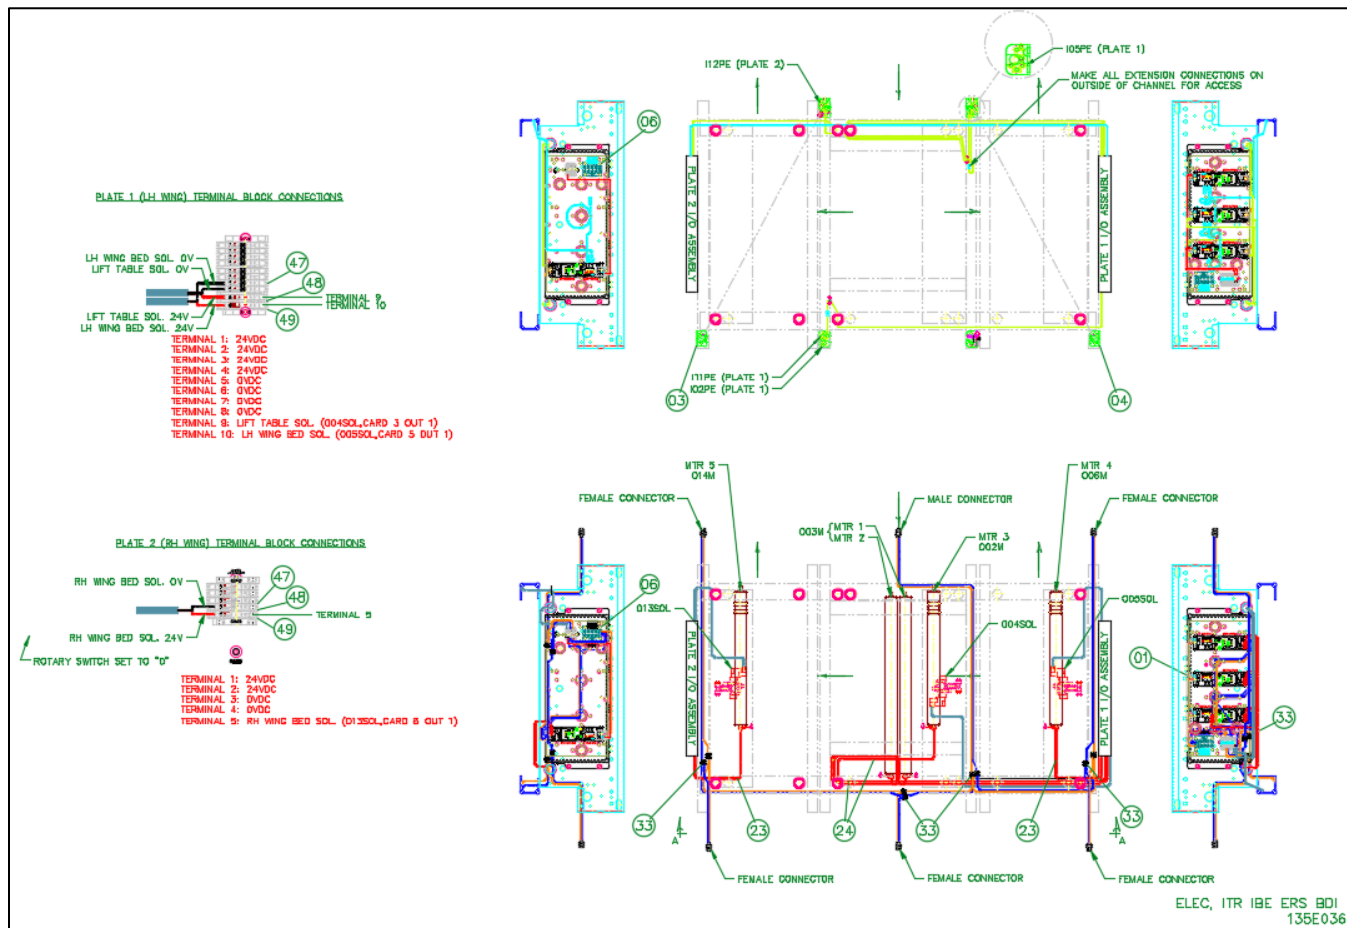 112PE (PLATE 2)
105PE (PLATE 1)
MAKE ALL EXTENSION CONNECTIONS ON
OUTSIDE OF CHANNEL FOR ACCESS
06
PLATE 2 I/O ASSEMBLY
PLATE 1 I/O ASSEMBLY
PLATE 1 (LH WING) TERMINAL BLOCK CONNECTIONS
LH WING BED SOL. 0V
LIFT TABLE SOL. 0V
47
48
49
TERMINAL 9
TERMINAL 10
LIFT TABLE SOL. 24V
LH WING BED SOL. 24V
TERMINAL 1: 24VDC
TERMINAL 2: 24VDC
TERMINAL 3: 24VDC
TERMINAL 4: 24VDC
TERMINAL 5: 0VDC
TERMINAL 6: 0VDC
TERMINAL 7: 0VDC
TERMINAL 8: 0VDC
TERMINAL 9: LIFT TABLE SOL. (004SOL,CARD 3 OUT 1)
TERMINAL 10: LH WING BED SOL. (005SOL,CARD 5 OUT 1)
111PE (PLATE 1)
102PE (PLATE 1)
03
04
MTR 5
014M
MTR 4
006M
FEMALE CONNECTOR
MALE CONNECTOR
FEMALE CONNECTOR
003M
MTR 1
MTR 2
MTR 3
002M
PLATE 2 (RH WING) TERMINAL BLOCK CONNECTIONS
RH WING BED SOL. 0V
47
48
49
TERMINAL 5
RH WING BED SOL. 24V
ROTARY SWITCH SET TO "0"
TERMINAL 1: 24VDC
TERMINAL 2: 24VDC
TERMINAL 3: 0VDC
TERMINAL 4: 0VDC
TERMINAL 5: RH WING BED SOL. (013SOL,CARD 8 OUT 1)
06
013SOL
004SOL
005SOL
PLATE 2 I/O ASSEMBLY
PLATE 1 I/O ASSEMBLY
01
33
33
23
24
33
23
33
A
A
FEMALE CONNECTOR
FEMALE CONNECTOR
FEMALE CONNECTOR
ELEC, ITR IBE ERS BDI
135E036